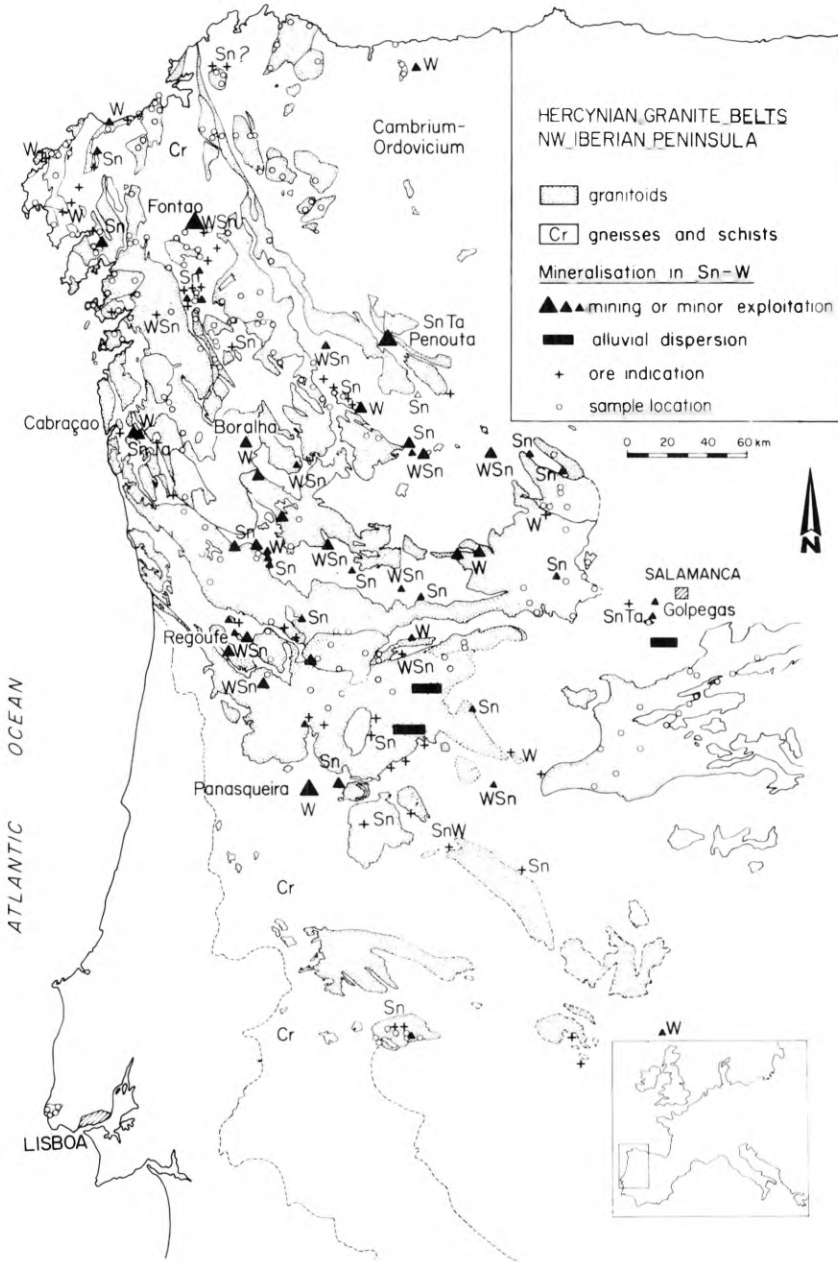 Sn?
W
W
Cambrium-
Ordovicium
HERCYNIAN GRANITE BELTS
NW IBERIAN PENINSULA
granitoids
Cr gneisses and schists
Mineralisation in Sn-W
mining or minor exploitation
alluvial dispersion
+ ore indication
○ sample location
0 20 40 60 km
N
W
Sn
Cr
W
Fontao
WSn
Sn
Sn
WSn
Sn
SnTa
Penouta
WSn
Sn
W
Sn
Cabraçao
W
SnTa
Boralha
W
WSn
Sn
WSn
WSn
Sn
Sn
W
Sn
W
Sn
WSn
Sn
W
WSn
Sn
Sn
SALAMANCA
SnTa
Golpegas
Regoufe
WSn
Sn
W
WSn
WSn
Sn
Sn
W
Sn
Panasqueira
W
WSn
Sn
SnW
Sn
Cr
ATLANTIC OCEAN
Sn
Cr
W
LISBOA